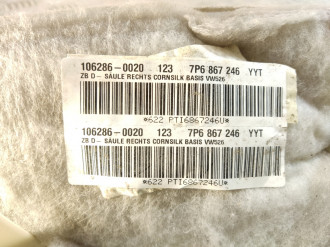 106286-0020 123 7P6 867 246 YYT
ZB D- SÄULE RECHTS CORNSILK BASIS VW526
*622 PTI6867246U*
106286-0020 123 7P6 867 246 YYT
ZB D- SÄULE RECHTS CORNSILK BASIS VW526
*622 PTI6867246U*